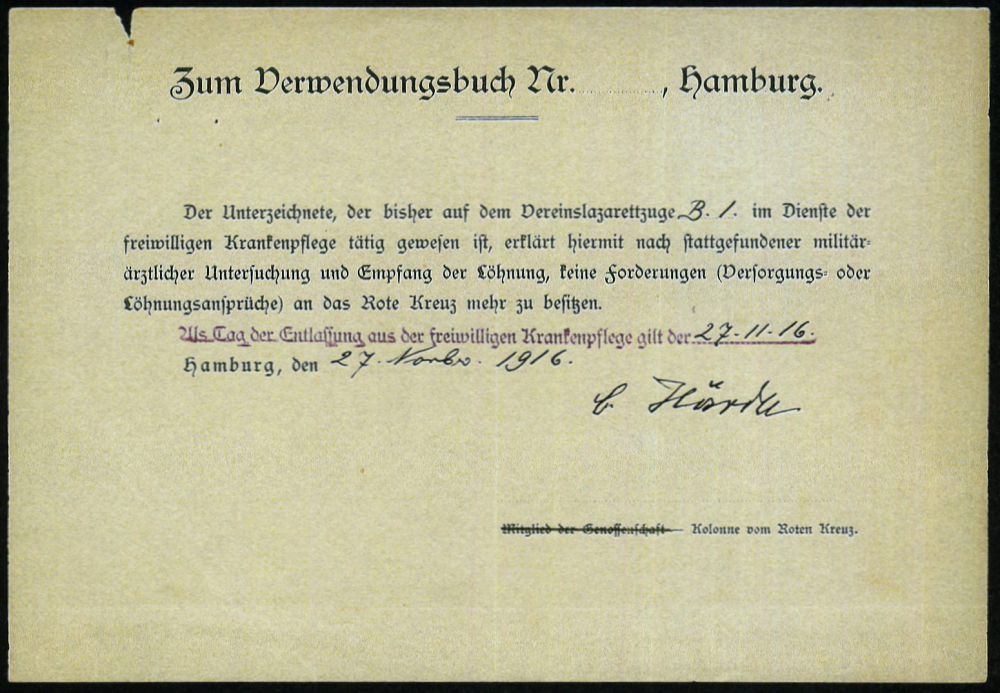 Zum Verwendungsbuch Nr. ............, Hamburg.
Der Unterzeichnete, der bisher auf dem Vereinslazarettzuge B. 1. im Dienste der
freiwilligen Krankenpflege tätig gewesen ist, erklärt hiermit nach stattgefundener militär-
ärztlicher Untersuchung und Empfang der Löhnung, keine Forderungen (Versorgungs- oder
Löhnungsansprüche) an das Rote Kreuz mehr zu besitzen.
Als Tag der Entlassung aus der freiwilligen Krankenpflege gilt der 27.11.16.
Hamburg, den 27. Novbr. 1916.
Mitglied der Genossenschaft Kolonne vom Roten Kreuz.